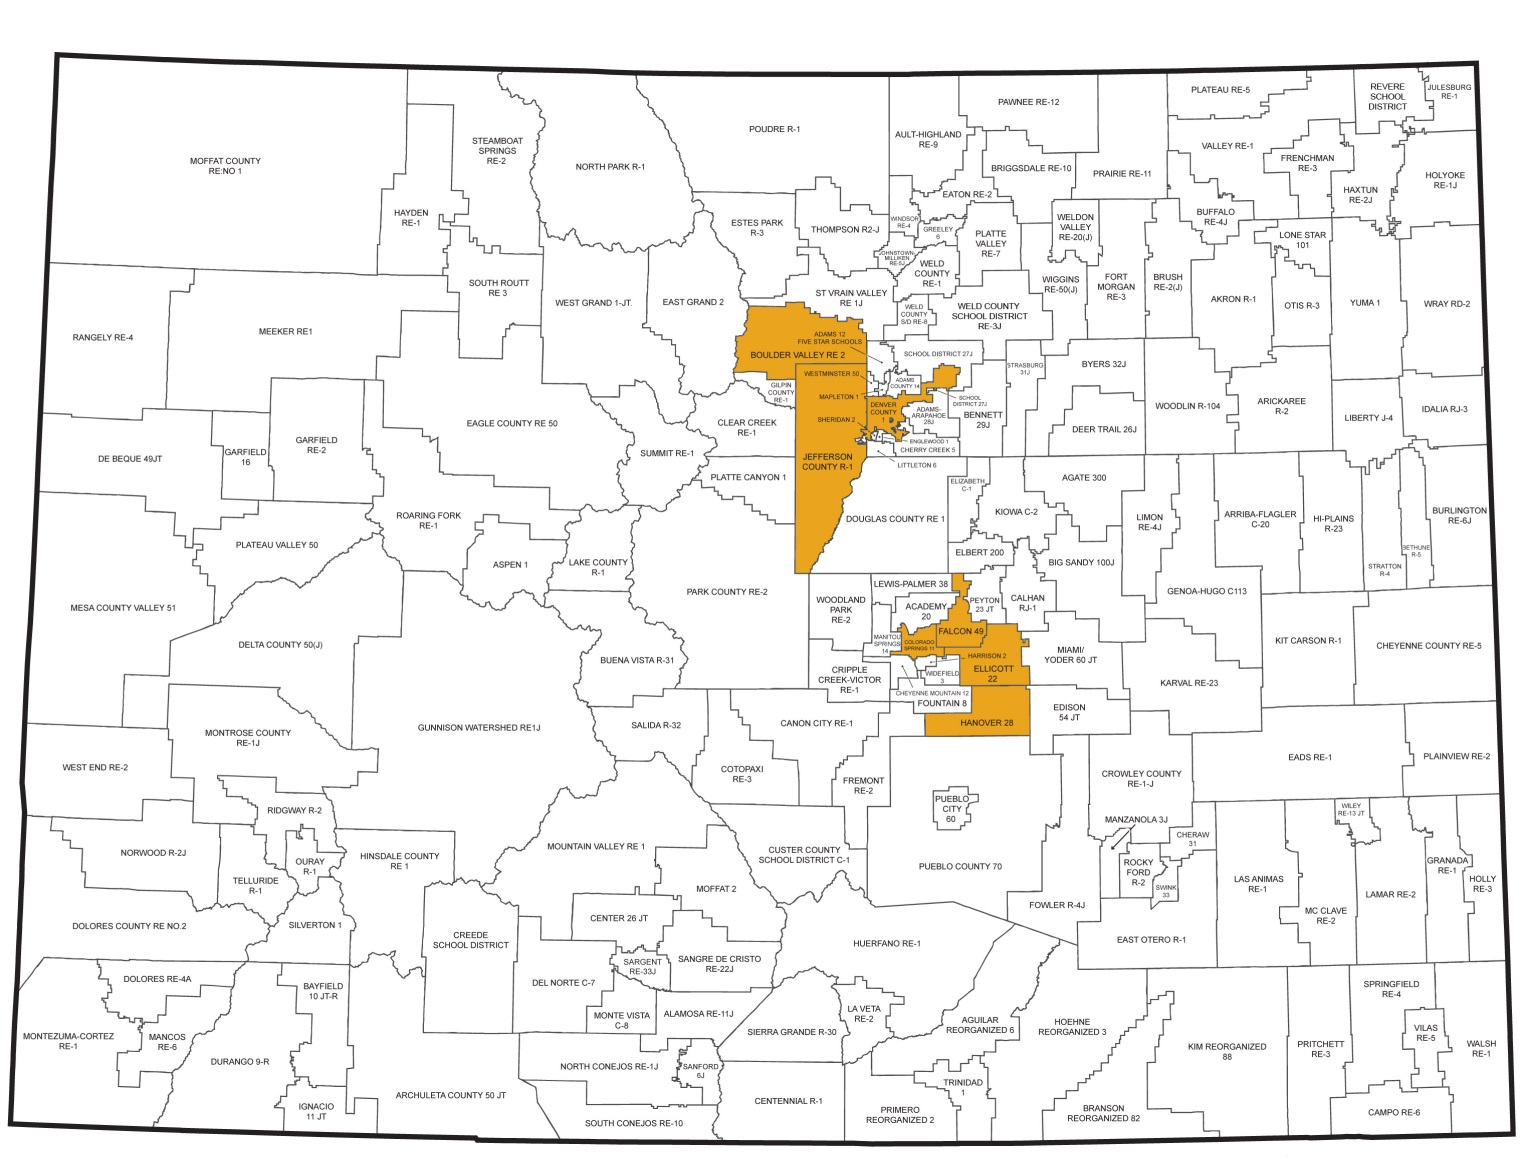 PLATEAU RE-5
REVERE
SCHOOL
DISTRICT
JULESBURG
RE-1
PAWNEE RE-12
POUDRE R-1
AULT-HIGHLAND
RE-9
STEAMBOAT
SPRINGS
RE-2
MOFFAT COUNTY
RE:NO 1
NORTH PARK R-1
BRIGGSDALE RE-10
PRAIRIE RE-11
VALLEY RE-1
FRENCHMAN
RE-3
HAXTUN
RE-2J
HOLYOKE
RE-1J
EATON RE-2
HAYDEN
RE-1
ESTES PARK
R-3
THOMPSON R2-J
WINDSOR
RE-4
GREELEY
6
PLATTE
VALLEY
RE-7
WELDON
VALLEY
RE-20(J)
BUFFALO
RE-4J
LONE STAR
101
JOHNSTOWN-
MILLIKEN
RE-5J
WELD
COUNTY
RE-1
SOUTH ROUTT
RE 3
WEST GRAND 1-JT.
EAST GRAND 2
ST VRAIN VALLEY
RE 1J
WELD
COUNTY
S/D RE-8
WELD COUNTY
SCHOOL DISTRICT
RE-3J
WIGGINS
RE-50(J)
FORT
MORGAN
RE-3
BRUSH
RE-2(J)
AKRON R-1
OTIS R-3
YUMA 1
WRAY RD-2
RANGELY RE-4
MEEKER RE1
ADAMS 12
FIVE STAR SCHOOLS
BOULDER VALLEY RE 2
SCHOOL DISTRICT 27J
STRASBURG
31J
BYERS 32J
WESTMINSTER 50
ADAMS
COUNTY 14
GILPIN
COUNTY
RE-1
MAPLETON 1
SCHOOL
DISTRICT 27J
DENVER
COUNTY
1
ADAMS-
ARAPAHOE
28J
BENNETT
29J
WOODLIN R-104
ARICKAREE
R-2
LIBERTY J-4
IDALIA RJ-3
SHERIDAN 2
CLEAR CREEK
RE-1
EAGLE COUNTY RE 50
DEER TRAIL 26J
ENGLEWOOD 1
CHERRY CREEK 5
GARFIELD
RE-2
GARFIELD
16
DE BEQUE 49JT
SUMMIT RE-1
JEFFERSON
COUNTY R-1
LITTLETON 6
PLATTE CANYON 1
ELIZABETH
C-1
AGATE 300
KIOWA C-2
DOUGLAS COUNTY RE 1
ROARING FORK
RE-1
LIMON
RE-4J
ARRIBA-FLAGLER
C-20
HI-PLAINS
R-23
BURLINGTON
RE-6J
PLATEAU VALLEY 50
ELBERT 200
BIG SANDY 100J
BETHUNE
R-5
STRATTON
R-4
ASPEN 1
LAKE COUNTY
R-1
LEWIS-PALMER 38
PARK COUNTY RE-2
WOODLAND
PARK
RE-2
ACADEMY
20
PEYTON
23 JT
CALHAN
RJ-1
GENOA-HUGO C113
MESA COUNTY VALLEY 51
FALCON 49
MANITOU
SPRINGS
14
COLORADO
SPRINGS 11
DELTA COUNTY 50(J)
KIT CARSON R-1
CHEYENNE COUNTY RE-5
BUENA VISTA R-31
HARRISON 2
MIAMI/
YODER 60 JT
CRIPPLE
CREEK-VICTOR
RE-1
WIDEFIELD
3
ELLICOTT
22
KARVAL RE-23
CHEYENNE MOUNTAIN 12
FOUNTAIN 8
EDISON
54 JT
HANOVER 28
GUNNISON WATERSHED RE1J
SALIDA R-32
CANON CITY RE-1
MONTROSE COUNTY
RE-1J
WEST END RE-2
COTOPAXI
RE-3
FREMONT
RE-2
CROWLEY COUNTY
RE-1-J
EADS RE-1
PLAINVIEW RE-2
PUEBLO
CITY
60
RIDGWAY R-2
WILEY
RE-13 JT
MANZANOLA 3J
CHERAW
31
NORWOOD R-2J
OURAY
R-1
TELLURIDE
R-1
HINSDALE COUNTY
RE 1
MOUNTAIN VALLEY RE 1
CUSTER COUNTY
SCHOOL DISTRICT C-1
PUEBLO COUNTY 70
ROCKY
FORD
R-2
SWINK
33
LAS ANIMAS
RE-1
GRANADA
RE-1
HOLLY
RE-3
MOFFAT 2
LAMAR RE-2
FOWLER R-4J
MC CLAVE
RE-2
CENTER 26 JT
DOLORES COUNTY RE NO.2
SILVERTON 1
CREEDE
SCHOOL DISTRICT
EAST OTERO R-1
HUERFANO RE-1
SARGENT
RE-33J
SANGRE DE CRISTO
RE-22J
DOLORES RE-4A
BAYFIELD
10 JT-R
DEL NORTE C-7
SPRINGFIELD
RE-4
MONTE VISTA
C-8
ALAMOSA RE-11J
LA VETA
RE-2
SIERRA GRANDE R-30
AGUILAR
REORGANIZED 6
HOEHNE
REORGANIZED 3
MONTEZUMA-CORTEZ
RE-1
MANCOS
RE-6
VILAS
RE-5
WALSH
RE-1
KIM REORGANIZED
88
PRITCHETT
RE-3
DURANGO 9-R
NORTH CONEJOS RE-1J
SANFORD
6J
TRINIDAD
1
ARCHULETA COUNTY 50 JT
CENTENNIAL R-1
IGNACIO
11 JT
PRIMERO
REORGANIZED 2
BRANSON
REORGANIZED 82
CAMPO RE-6
SOUTH CONEJOS RE-10